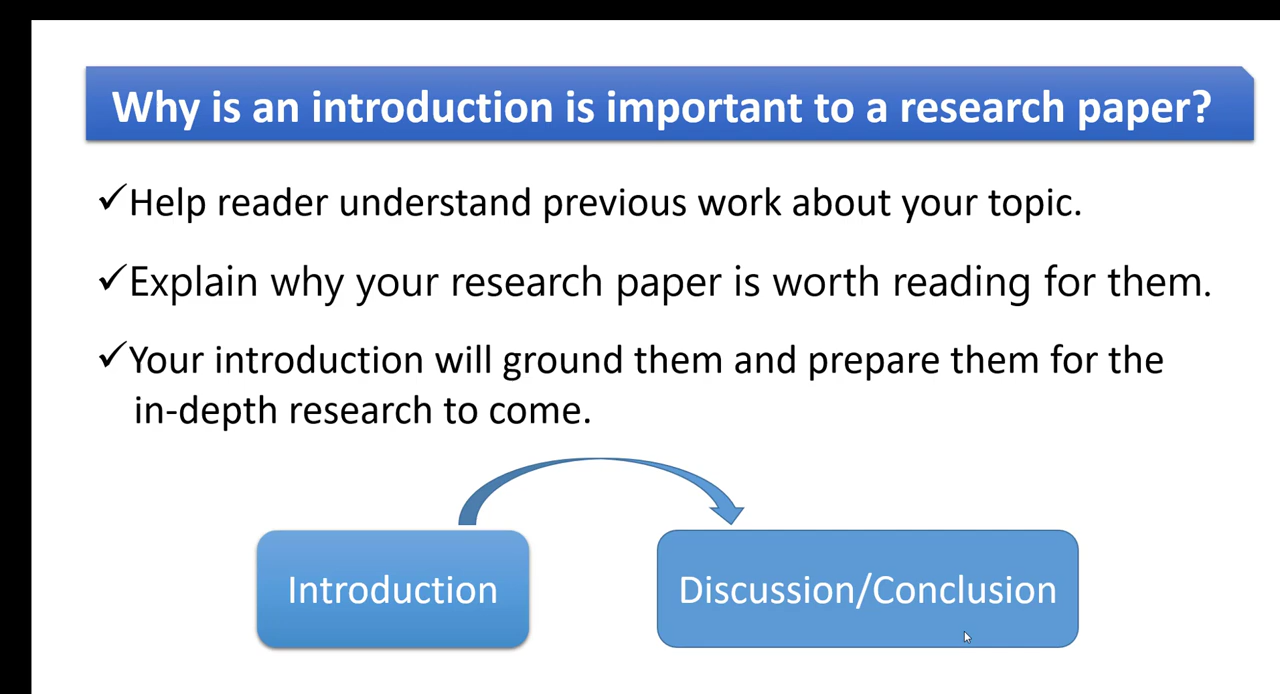 Why is an introduction is important to a research paper?
✓Help reader understand previous work about your topic.
✓Explain why your research paper is worth reading for them.
✓Your introduction will ground them and prepare them for the
in-depth research to come.
Introduction
Discussion/Conclusion